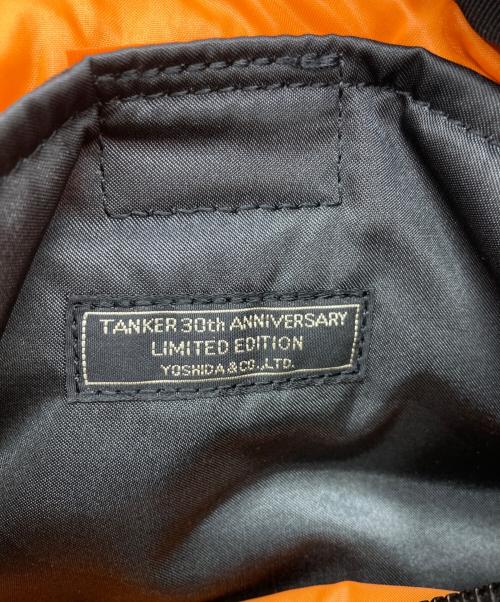 TANKER 30th ANNIVERSARY
LIMITED EDITION
YOSHIDA & CO.,LTD.